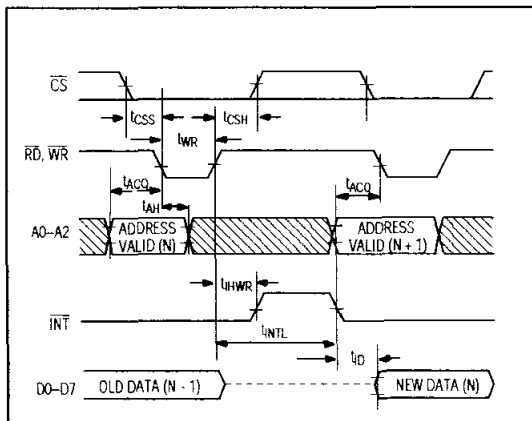 CS
tCSS
tCSH
tWR
RD, WR
tACQ
tACQ
tAH
A0–A2
ADDRESS
VALID (N)
ADDRESS
VALID (N + 1)
tIHWR
INT
tINTL
tID
D0–D7
OLD DATA (N - 1)
NEW DATA (N)